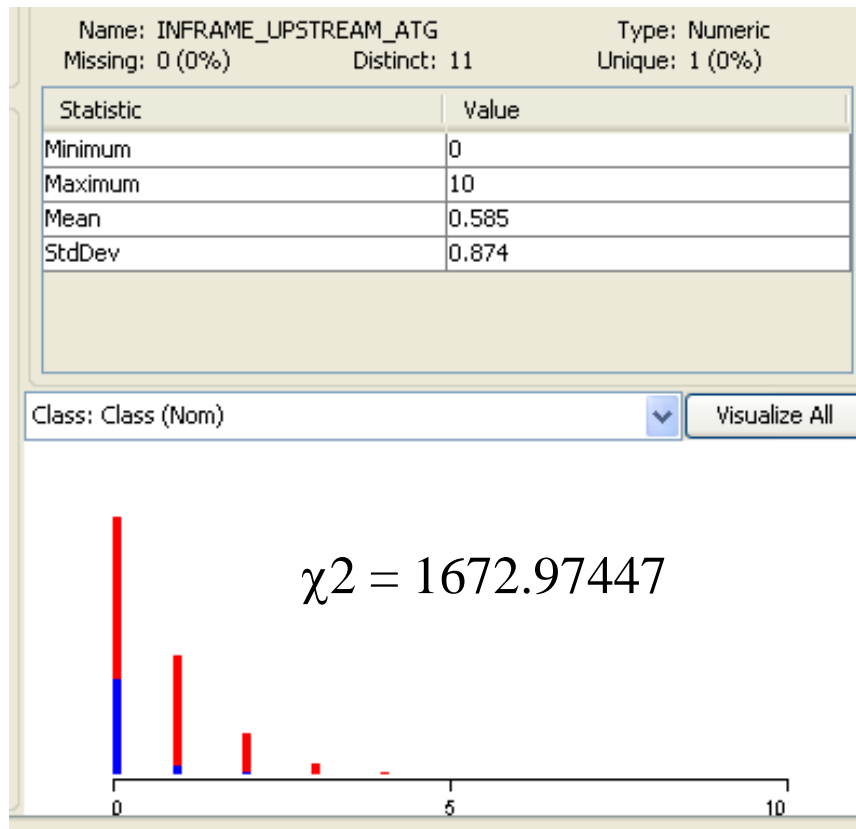 Name: INFRAME_UPSTREAM_ATG Type: Numeric
Missing: 0 (0%) Distinct: 11 Unique: 1 (0%)
Statistic Value
Minimum 0
Maximum 10
Mean 0.585
StdDev 0.874
Class: Class (Nom) Visualize All
χ2 = 1672.97447
0 5 10